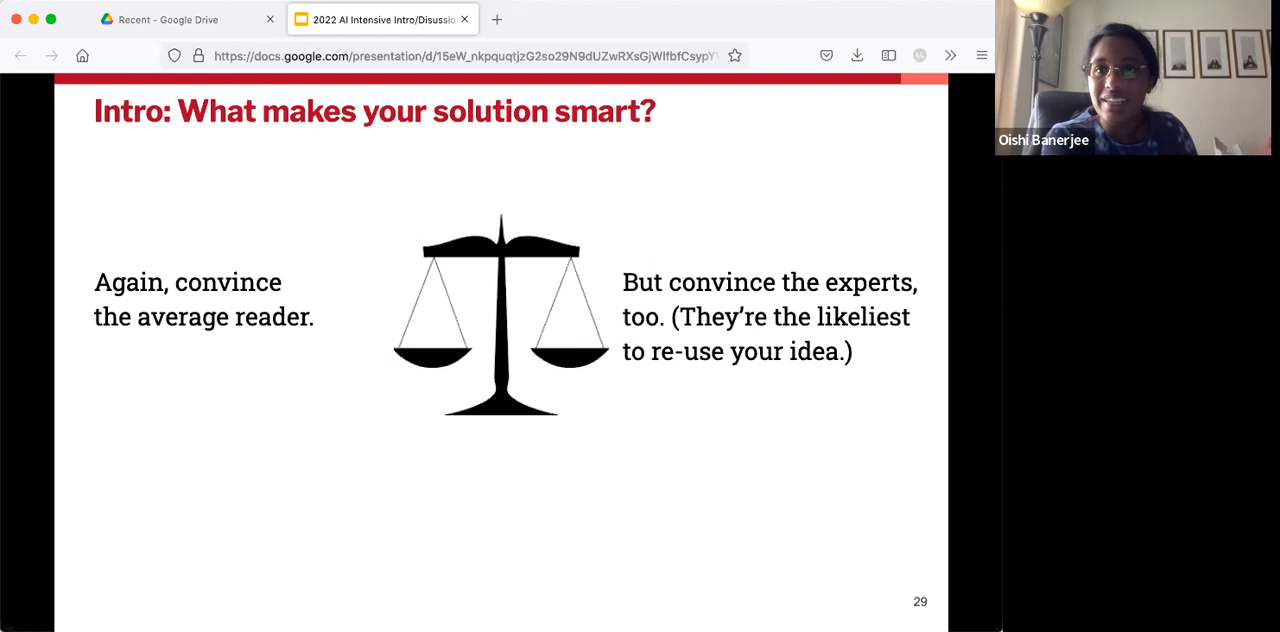 Recent - Google Drive
2022 AI Intensive Intro/Disussio
https://docs.google.com/presentation/d/15eW_nkpquqtjzG2so29N9dUZwRXsGjWIfbfCsypY
Intro: What makes your solution smart?
Oishi Banerjee
Again, convince
the average reader.
But convince the experts,
too. (They’re the likeliest
to re-use your idea.)
29